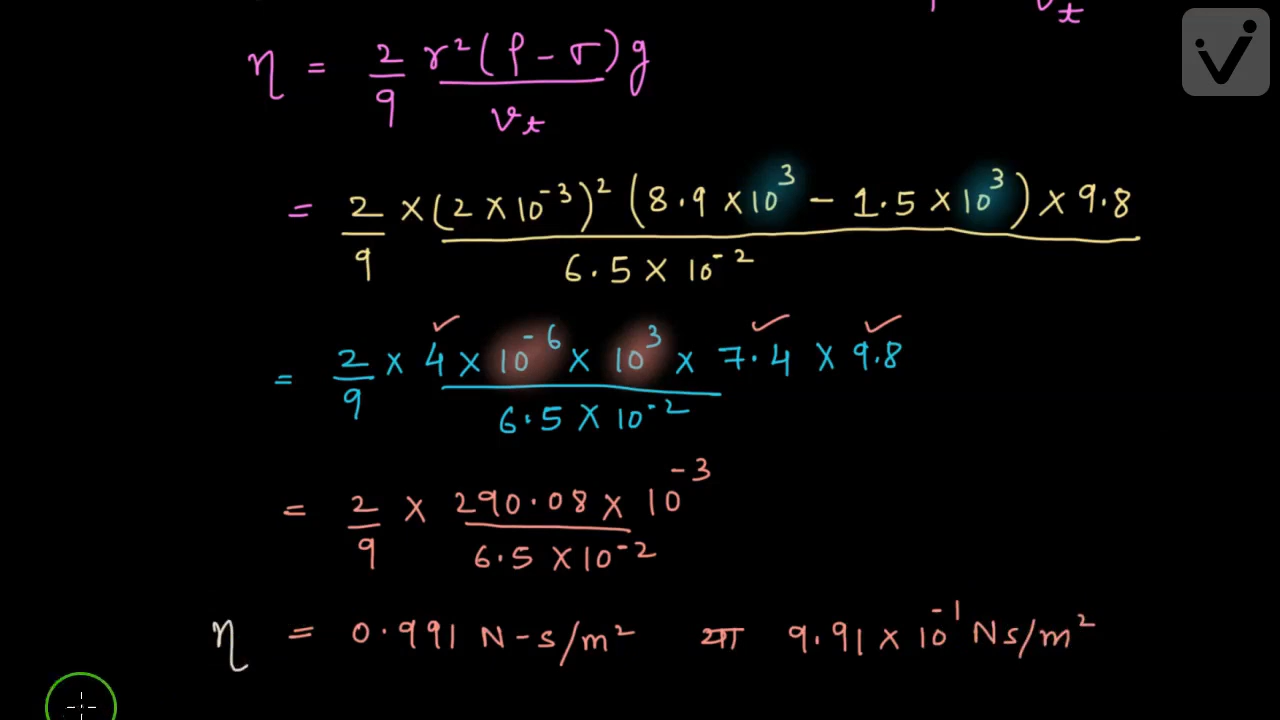 v_t
η = 2/9 r²(ρ - σ)g / v_t
= 2/9 × (2 × 10⁻³)² (8.9 × 10³ - 1.5 × 10³) × 9.8 / 6.5 × 10⁻²
= 2/9 × 4 × 10⁻⁶ × 10³ × 7.4 × 9.8 / 6.5 × 10⁻²
= 2/9 × 290.08 × 10⁻³ / 6.5 × 10⁻²
η = 0.991 N-s/m² या 9.91 × 10⁻¹ Ns/m²